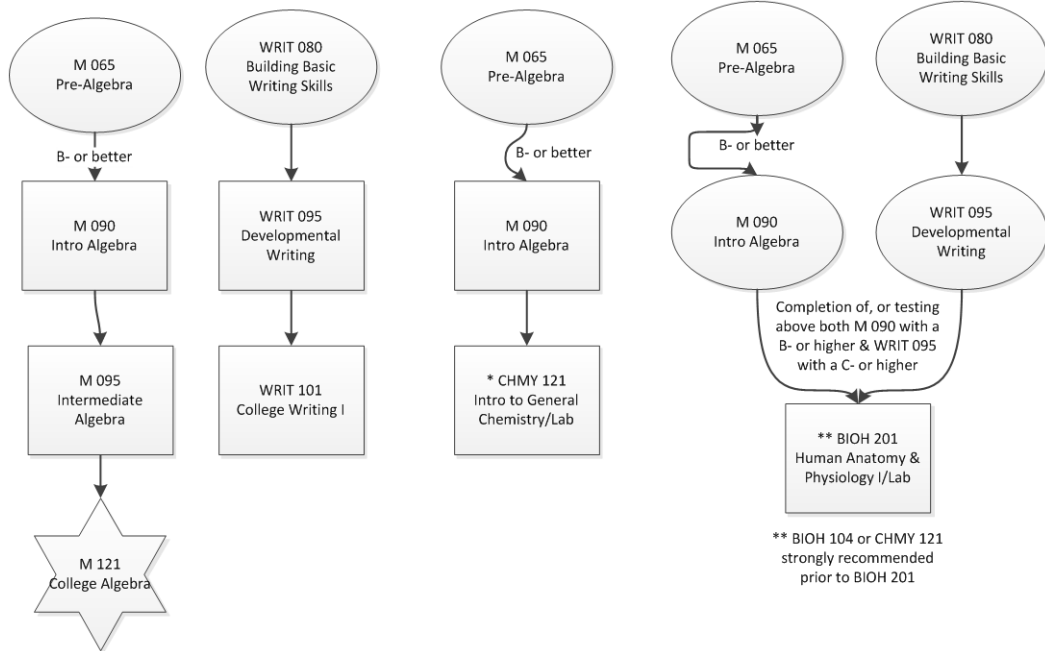 M 065
Pre-Algebra
B- or better
M 090
Intro Algebra
M 095
Intermediate
Algebra
M 121
College Algebra
WRIT 080
Building Basic
Writing Skills
WRIT 095
Developmental
Writing
WRIT 101
College Writing I
M 065
Pre-Algebra
B- or better
M 090
Intro Algebra
* CHMY 121
Intro to General
Chemistry/Lab
M 065
Pre-Algebra
B- or better
M 090
Intro Algebra
WRIT 080
Building Basic
Writing Skills
WRIT 095
Developmental
Writing
Completion of, or testing
above both M 090 with a
B- or higher & WRIT 095
with a C- or higher
** BIOH 201
Human Anatomy &
Physiology I/Lab
** BIOH 104 or CHMY 121
strongly recommended
prior to BIOH 201